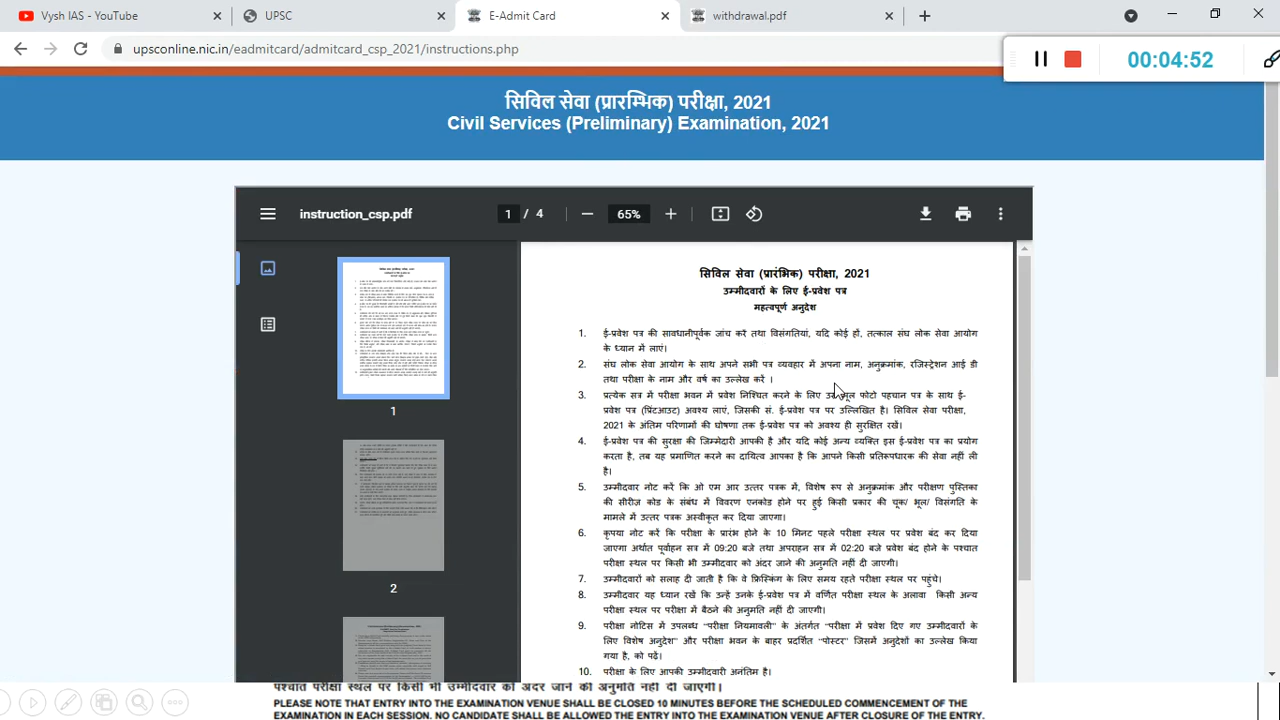 Vysh IAS - YouTube
UPSC
E-Admit Card
withdrawal.pdf
upsconline.nic.in/eadmitcard/admitcard_csp_2021/instructions.php
00:04:52
सिविल सेवा (प्रारम्भिक) परीक्षा, 2021
Civil Services (Preliminary) Examination, 2021
instruction_csp.pdf
1 / 4
65%
1
2
सिविल सेवा (प्रारंभिक) परीक्षा, 2021
उम्मीदवारों के लिए ई-प्रवेश पत्र
महत्वपूर्ण अनुदेश
1. ई-प्रवेश पत्र की सावधानीपूर्वक जांच करें तथा विसंगति, यदि कोई हो तो, तत्काल संघ लोक सेवा आयोग
के ध्यान में लाएं।
2. संघ लोक सेवा आयोग के साथ अपने सभी पत्र व्यवहार में अपना नाम, अनुक्रमांक, रजिस्ट्रेशन आई डी
तथा परीक्षा के नाम और वर्ष का उल्लेख करें ।
3. प्रत्येक सत्र में परीक्षा भवन में प्रवेश निश्चित करने के लिए उस मूल फोटो पहचान पत्र के साथ ई-
प्रवेश पत्र (प्रिंटआउट) अवश्य लाएं, जिसकी सं. ई-प्रवेश पत्र पर उल्लिखित है। सिविल सेवा परीक्षा,
2021 के अंतिम परिणामों की घोषणा तक ई-प्रवेश पत्र को अवश्य ही सुरक्षित रखें।
4. ई-प्रवेश पत्र की सुरक्षा की जिम्मेदारी आपकी है और यदि कोई अन्य व्यक्ति इस ई-प्रवेश पत्र का प्रयोग
करता है, तब यह प्रमाणित करने का दायित्व आपका है कि आपने किसी प्रतिरूपधारक की सेवा नहीं ली
है।
5. उम्मीदवार नोट करें कि ओ एम आर उत्तर पत्रक में, विशेष रूप से अनुक्रमांक और परीक्षण पुस्तिका
की सीरीज़ कोड के संबंध में विवरण एनकोड होने/ भरने में हुई किसी प्रकार की चूक/ भूल/ विसंगति के
मामले में उत्तर पत्रक अस्वीकृत कर दिया जाएगा।
6. कृपया नोट करें कि परीक्षा के प्रारंभ होने के 10 मिनट पहले परीक्षा स्थल पर प्रवेश बंद कर दिया
जाएगा अर्थात पूर्वाहन सत्र में 09:20 बजे तथा अपराहन सत्र में 02:20 बजे प्रवेश बंद होने के पश्चात
परीक्षा स्थल पर किसी भी उम्मीदवार को अंदर जाने की अनुमति नहीं दी जाएगी।
7. उम्मीदवारों को सलाह दी जाती है कि वे फ्रिस्किंग के लिए समय रहते परीक्षा स्थल पर पहुंचे।
8. उम्मीदवार यह ध्यान रखें कि उन्हें उनके ई-प्रवेश पत्र में वर्णित परीक्षा स्थल के अलावा किसी अन्य
परीक्षा स्थल पर परीक्षा में बैठने की अनुमति नहीं दी जाएगी।
9. परीक्षा नोटिस में उपलब्ध "परीक्षा नियमावली" के अंतर्गत "परीक्षा में प्रवेश दिए गए उम्मीदवारों के
लिए विशेष अनुदेश" और परीक्षा भवन के बाहर प्रदर्शित पोस्टर जिसमें अनुदेशों का उल्लेख किया
गया है, को पढ़ें।
10. परीक्षा के लिए आपकी उम्मीदवारी अनंतिम है।
पश्चात परीक्षा स्थल पर किसी भी उम्मीदवार को अंदर जाने की अनुमति नहीं दी जाएगी।
PLEASE NOTE THAT ENTRY INTO THE EXAMINATION VENUE SHALL BE CLOSED 10 MINUTES BEFORE THE SCHEDULED COMMENCEMENT OF THE
EXAMINATION IN EACH SESSION. NO CANDIDATE SHALL BE ALLOWED THE ENTRY INTO THE EXAMINATION VENUE AFTER CLOSURE OF THE ENTRY.